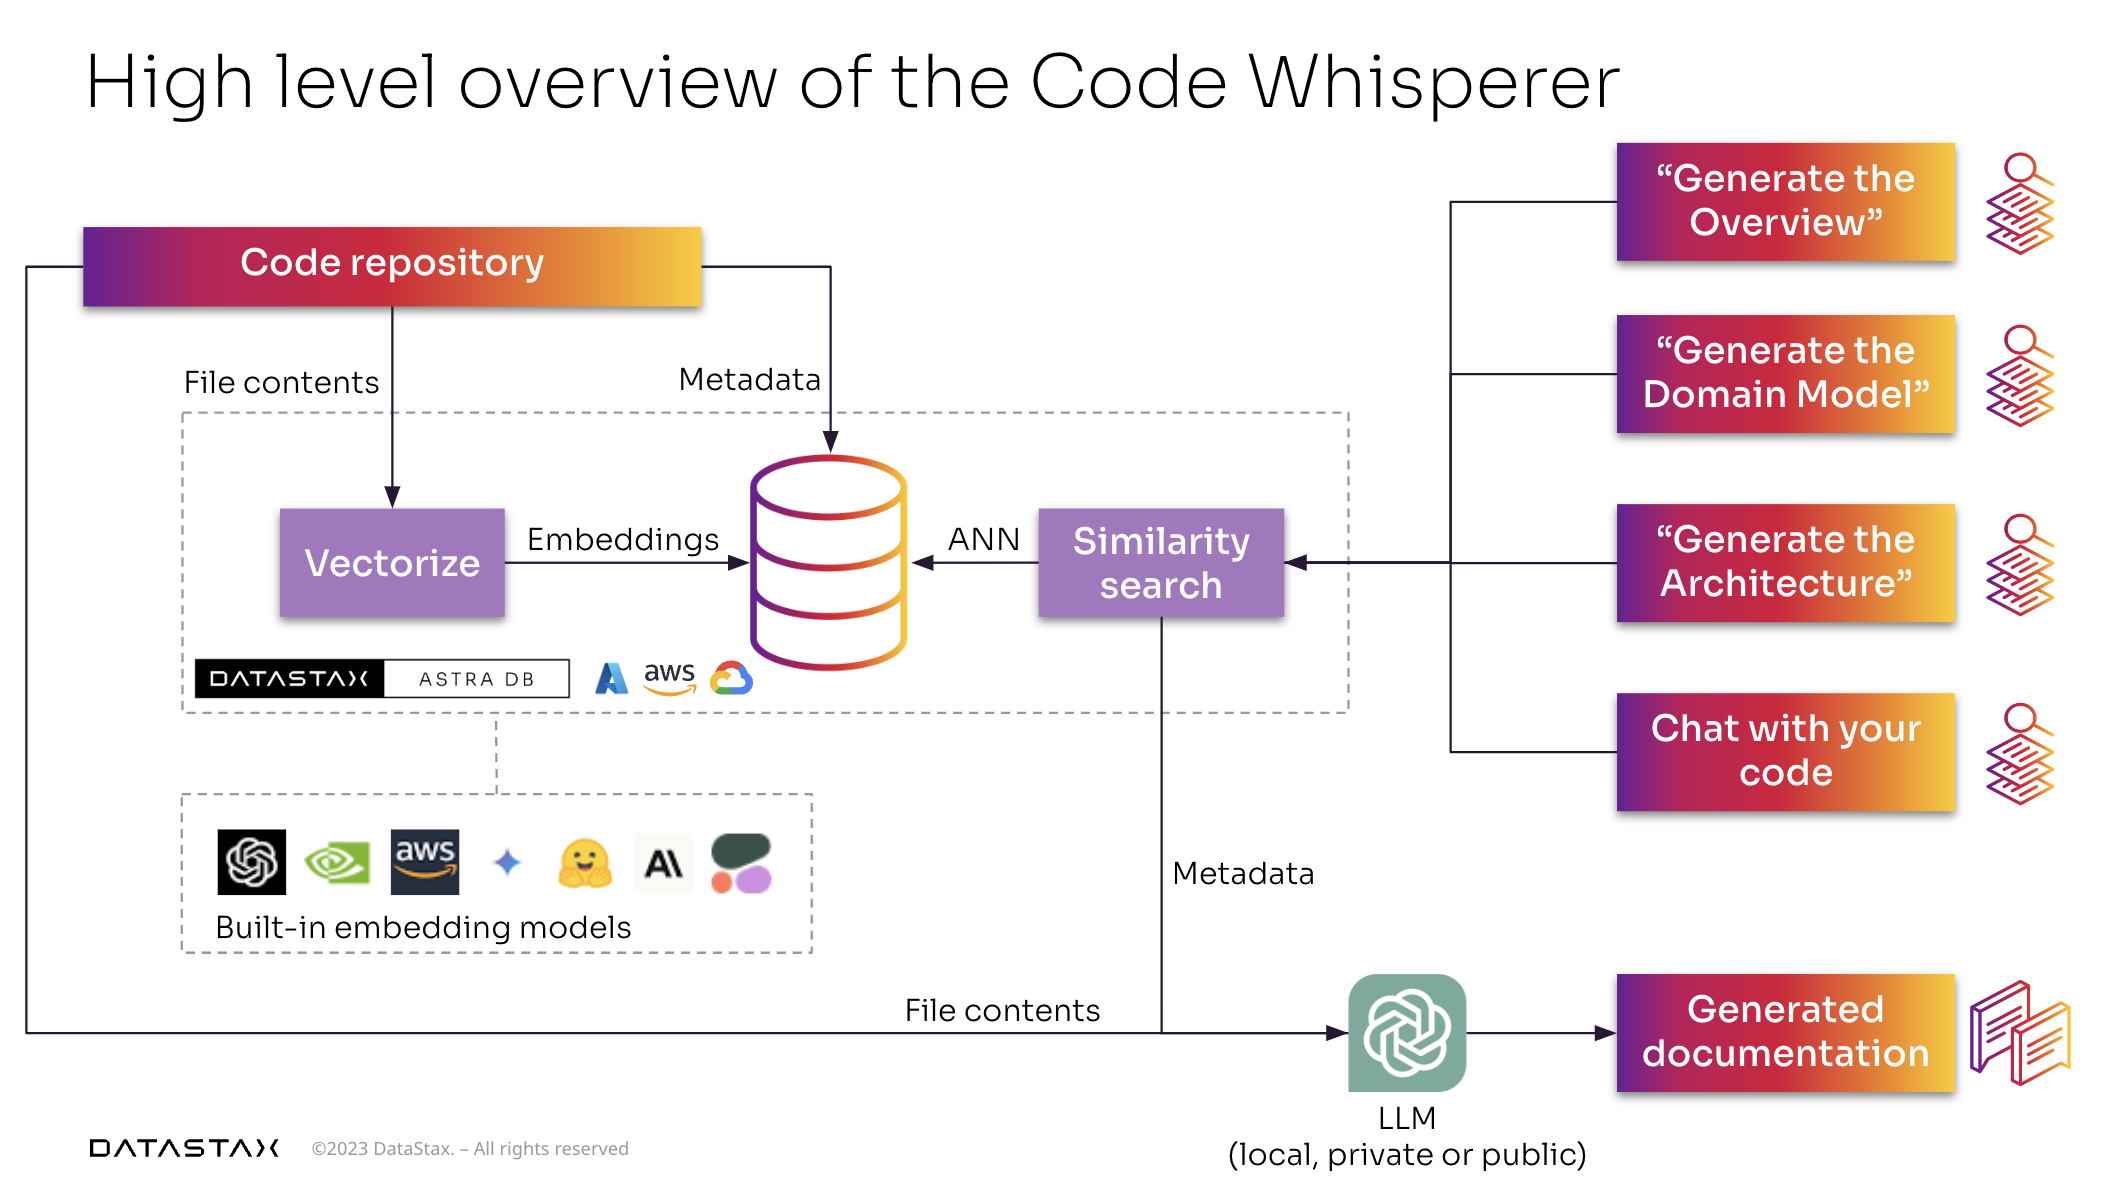 High level overview of the Code Whisperer
“Generate the
Overview”
Code repository
“Generate the
Domain Model”
File contents
Metadata
Vectorize
Embeddings
ANN
Similarity
search
“Generate the
Architecture”
DATASTAX
ASTRA DB
aws
Chat with your
code
aws
A\
Built-in embedding models
Metadata
File contents
Generated
documentation
LLM
(local, private or public)
DATASTAX
©2023 DataStax. – All rights reserved